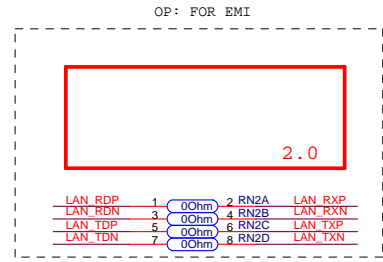 OP: FOR EMI
2.0
LAN_RDP 1 0Ohm 2 RN2A LAN_RXP
LAN_RDN 3 0Ohm 4 RN2B LAN_RXN
LAN_TDP 5 0Ohm 6 RN2C LAN_TXP
LAN_TDN 7 0Ohm 8 RN2D LAN_TXN